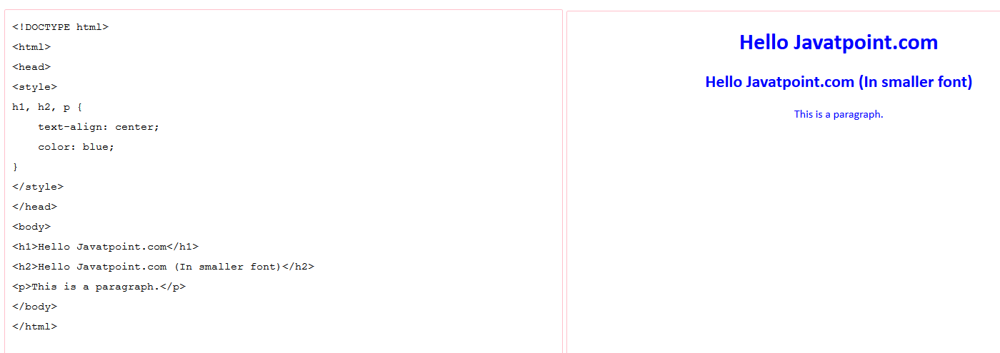 <!DOCTYPE html>
<html>
<head>
<style>
h1, h2, p {
    text-align: center;
    color: blue;
}
</style>
</head>
<body>
<h1>Hello Javatpoint.com</h1>
<h2>Hello Javatpoint.com (In smaller font)</h2>
<p>This is a paragraph.</p>
</body>
</html>
Hello Javatpoint.com
Hello Javatpoint.com (In smaller font)
This is a paragraph.